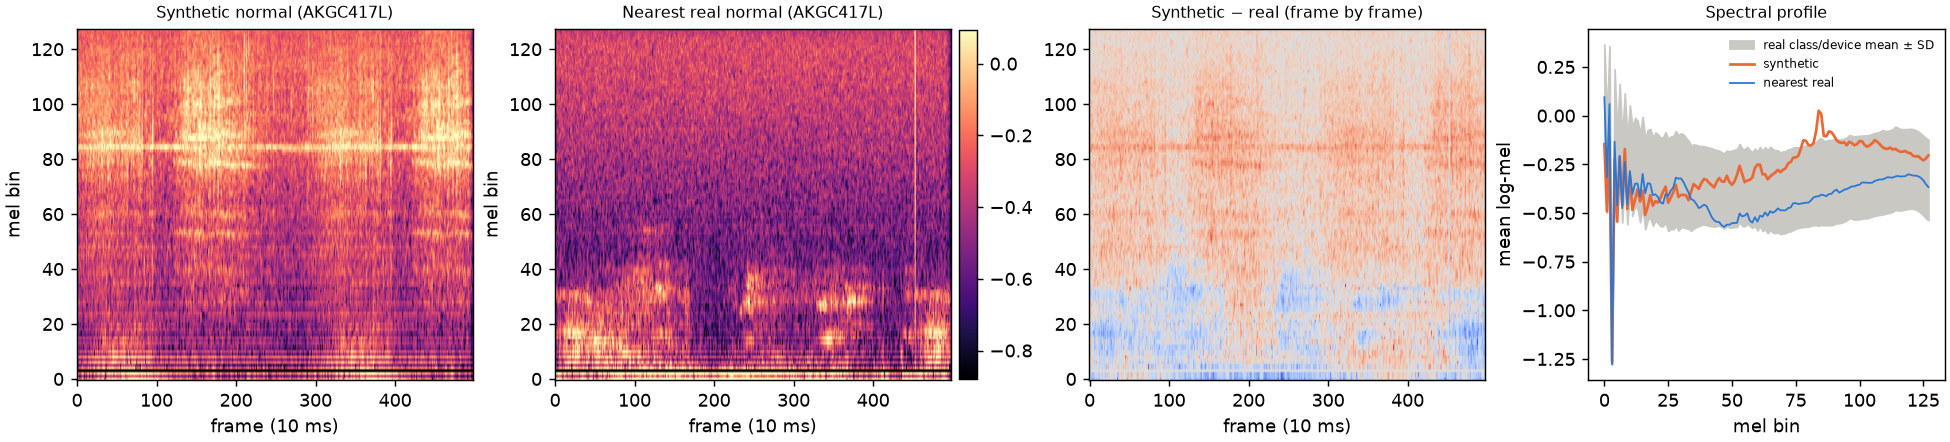 Synthetic normal (AKGC417L)
mel bin
120
100
80
60
40
20
0
0 100 200 300 400
frame (10 ms)
Nearest real normal (AKGC417L)
mel bin
120
100
80
60
40
20
0
0 100 200 300 400
frame (10 ms)
0.0
−0.2
−0.4
−0.6
−0.8
Synthetic − real (frame by frame)
120
100
80
60
40
20
0
0 100 200 300 400
frame (10 ms)
Spectral profile
mean log-mel
0.25
0.00
−0.25
−0.50
−0.75
−1.00
−1.25
real class/device mean ± SD
synthetic
nearest real
0 25 50 75 100 125
mel bin